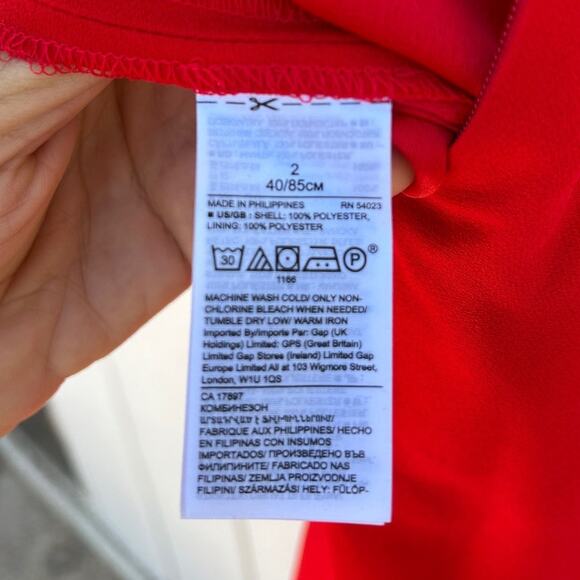 2
40/85CM
MADE IN PHILIPPINES RN 54023
■ US/GB : SHELL: 100% POLYESTER,
LINING: 100% POLYESTER
30 P ®
1166
MACHINE WASH COLD/ ONLY NON-
CHLORINE BLEACH WHEN NEEDED/
TUMBLE DRY LOW/ WARM IRON
Imported By/Importe Par: Gap (UK
Holdings) Limited: GPS (Great Britain)
Limited Gap Stores (Ireland) Limited Gap
Europe Limited All at 103 Wigmore Street,
London, W1U 1QS
CA 17897
КОМБИНЕЗОН
FABRIQUE AUX PHILIPPINES/ HECHO
EN FILIPINAS CON INSUMOS
IMPORTADOS/ ПРОИЗВЕДЕНО ВЪВ
ФИЛИПИНИТЕ/ FABRICADO NAS
FILIPINAS/ ZEMLJA PROIZVODNJE
FILIPINI/ SZÁRMAZÁSI HELY: FÜLÖP-